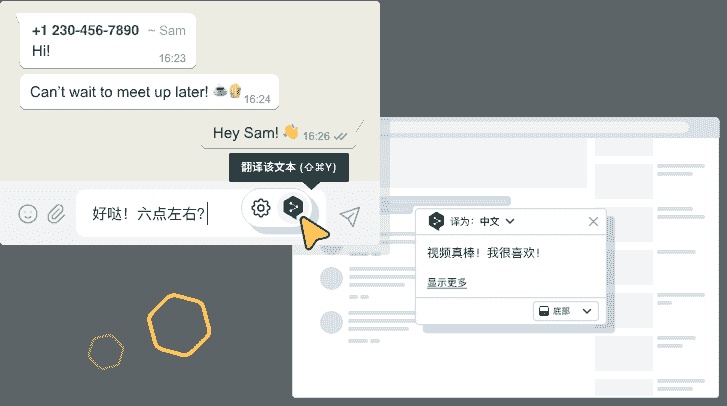 +1 230-456-7890 ~ Sam
Hi!
16:23
Can’t wait to meet up later! ☕🍺
16:24
Hey Sam! 👋 16:26
翻译该文本 (⇧⌘Y)
好哒！六点左右?
译为: 中文
视频真棒！我很喜欢！
显示更多
底部